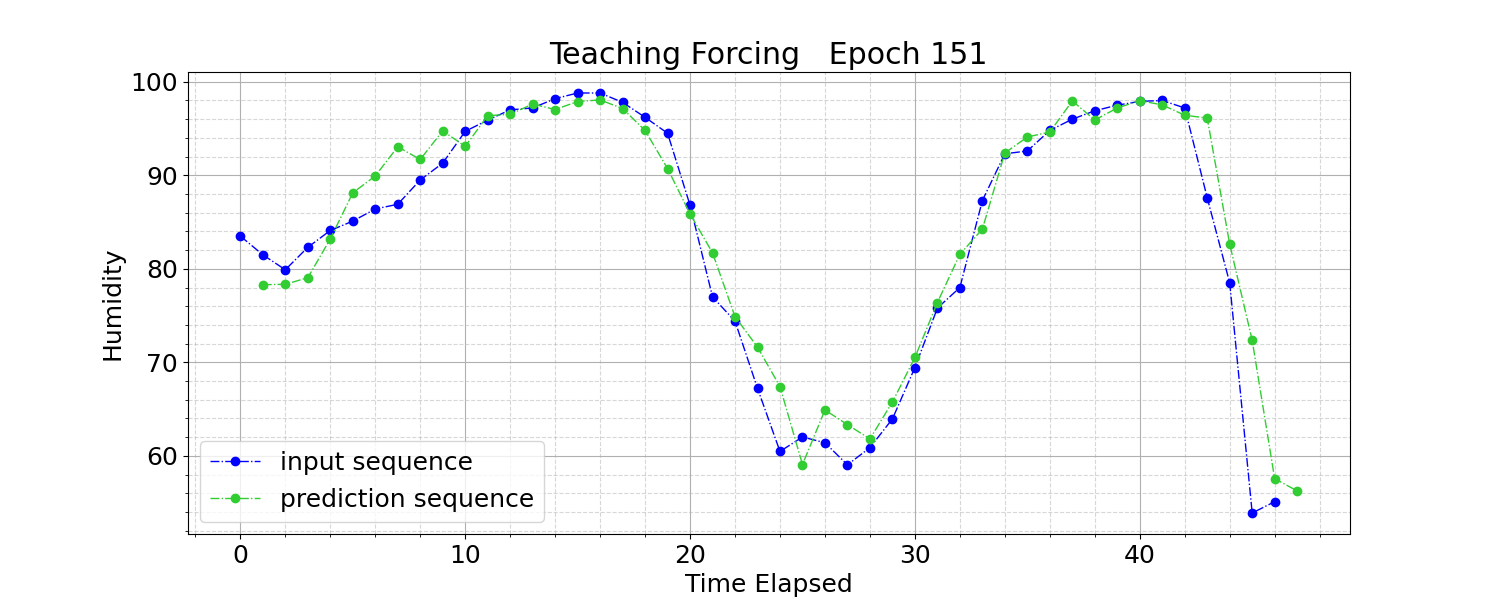 Teaching Forcing   Epoch 151
100
90
80
70
60
Humidity
input sequence
prediction sequence
0 10 20 30 40
Time Elapsed